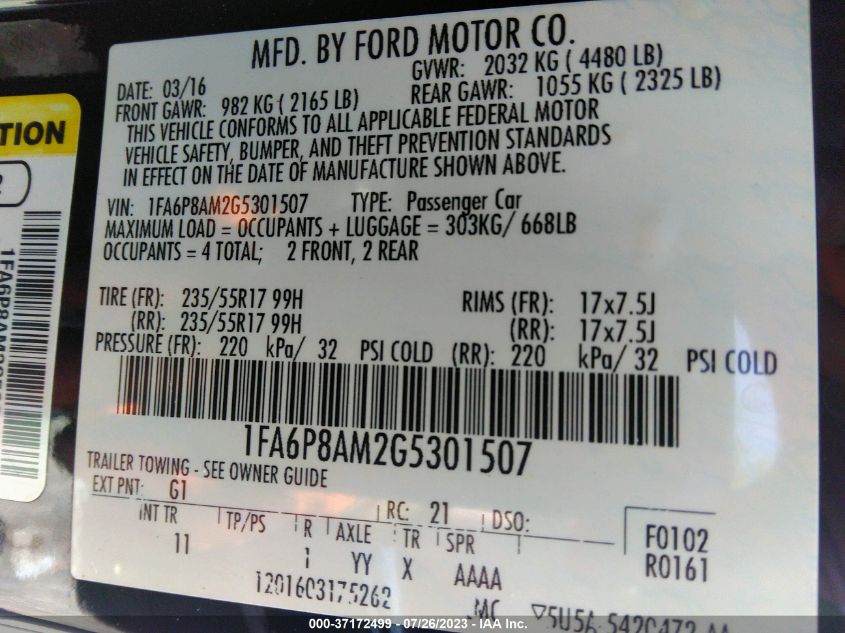 MFD. BY FORD MOTOR CO.
DATE: 03/16
GVWR: 2032 KG ( 4480 LB)
FRONT GAWR: 982 KG ( 2165 LB)
REAR GAWR: 1055 KG ( 2325 LB)
THIS VEHICLE CONFORMS TO ALL APPLICABLE FEDERAL MOTOR
VEHICLE SAFETY, BUMPER, AND THEFT PREVENTION STANDARDS
IN EFFECT ON THE DATE OF MANUFACTURE SHOWN ABOVE.
VIN: 1FA6P8AM2G5301507 TYPE: Passenger Car
MAXIMUM LOAD = OCCUPANTS + LUGGAGE = 303KG/ 668LB
OCCUPANTS = 4 TOTAL; 2 FRONT, 2 REAR
TIRE (FR): 235/55R17 99H RIMS (FR): 17x7.5J
(RR): 235/55R17 99H (RR): 17x7.5J
PRESSURE (FR): 220 kPa/ 32 PSI COLD (RR): 220 kPa/ 32 PSI COLD
1FA6P8AM2G5301507
TRAILER TOWING - SEE OWNER GUIDE
EXT PNT: G1 RC: 21 DSO:
INT TR TP/PS R AXLE TR SPR
11 1 YY X AAAA
F0102
R0161
1201603175262
.MC
▽5U5A-5420472-AA
TION
2
000-37172499 - 07/26/2023 - © IAA Inc.